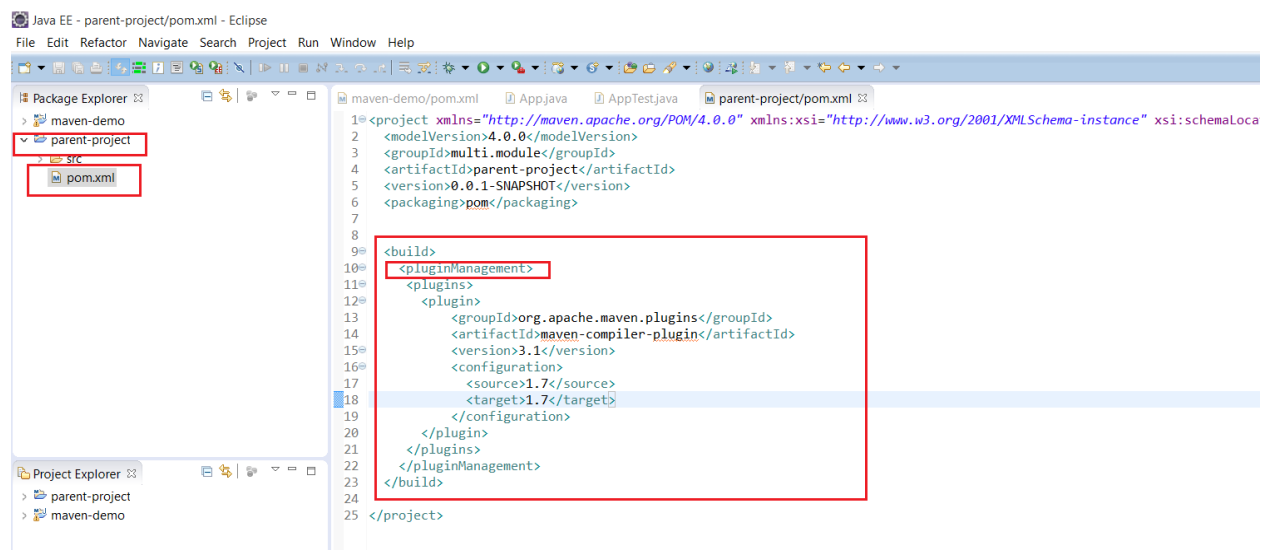 Java EE - parent-project/pom.xml - Eclipse
File Edit Refactor Navigate Search Project Run Window Help
Package Explorer
maven-demo
parent-project
src
pom.xml
Project Explorer
parent-project
maven-demo
maven-demo/pom.xml App.java AppTest.java parent-project/pom.xml
1 <project xmlns="http://maven.apache.org/POM/4.0.0" xmlns:xsi="http://www.w3.org/2001/XMLSchema-instance" xsi:schemaLoca
2 <modelVersion>4.0.0</modelVersion>
3 <groupId>multi.module</groupId>
4 <artifactId>parent-project</artifactId>
5 <version>0.0.1-SNAPSHOT</version>
6 <packaging>pom</packaging>
7
8
9 <build>
10 <pluginManagement>
11 <plugins>
12 <plugin>
13 <groupId>org.apache.maven.plugins</groupId>
14 <artifactId>maven-compiler-plugin</artifactId>
15 <version>3.1</version>
16 <configuration>
17 <source>1.7</source>
18 <target>1.7</target>
19 </configuration>
20 </plugin>
21 </plugins>
22 </pluginManagement>
23 </build>
24
25 </project>